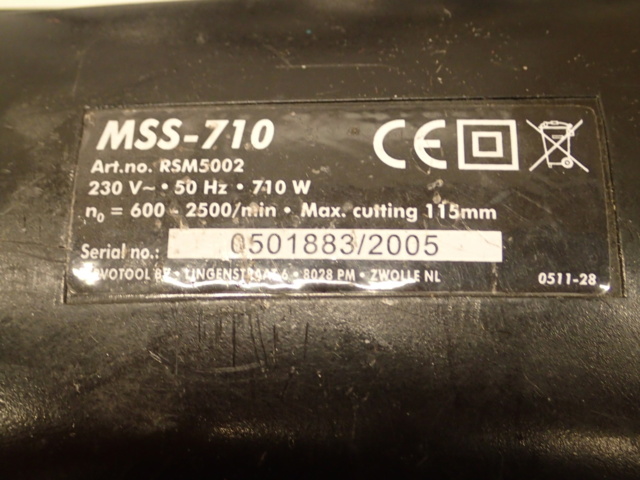 MSS-710
CE
Art.no. RSM5002
230 V~ • 50 Hz • 710 W
n₀ = 600 - 2500/min • Max. cutting 115mm
Serial no.: 0501883/2005
• 8028 PM • ZWOLLE NL
0511-28